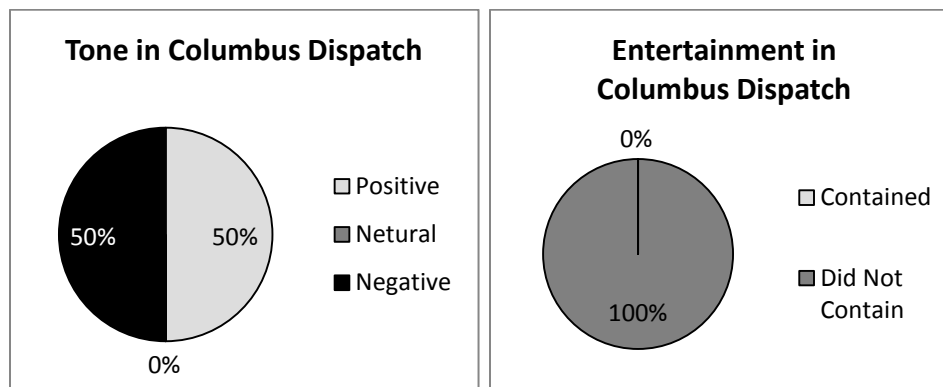 Tone in Columbus Dispatch
50%
50%
0%
Positive
Netural
Negative
Entertainment in
Columbus Dispatch
0%
100%
Contained
Did Not
Contain